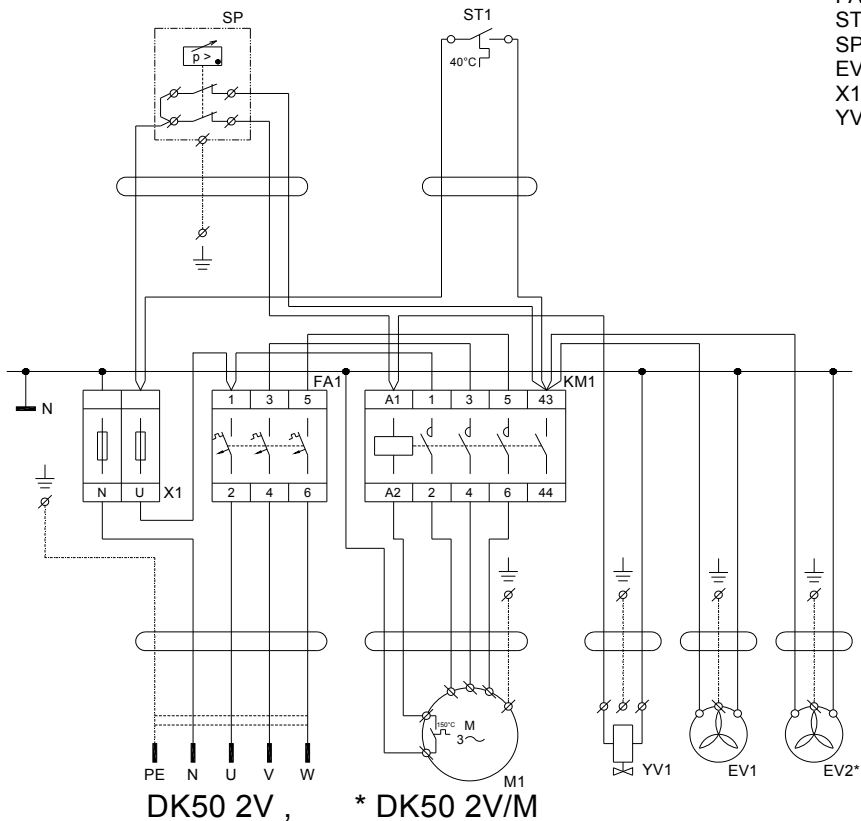 SP
ST1
FA
ST
SP
EV
X1
YV
p >
40°C
FA1
KM1
1 3 5
A1 1 3 5 43
N
N U
X1
2 4 6
A2 2 4 6 44
150°C
M
3~
M1
YV1
EV1
EV2*
PE N U V W
DK50 2V , * DK50 2V/M